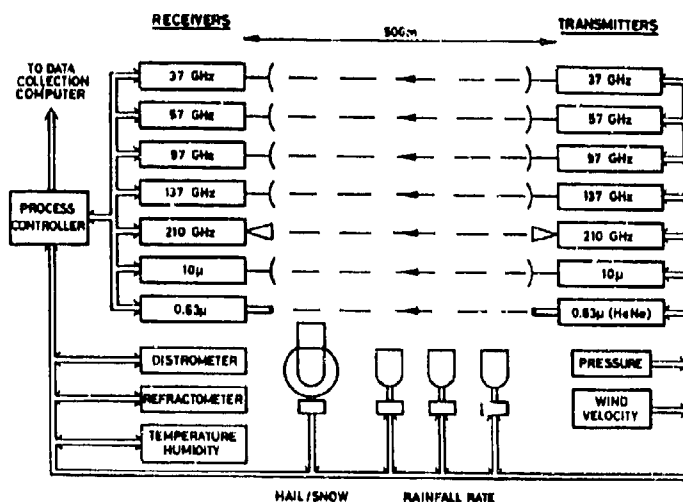 RECEIVERS
500m
TRANSMITTERS
TO DATA
COLLECTION
COMPUTER
37 GHz
37 GHz
57 GHz
57 GHz
97 GHz
97 GHz
137 GHz
137 GHz
PROCESS
CONTROLLER
210 GHz
210 GHz
10μ
10μ
0.63μ
0.63μ (HeNe)
DISTROMETER
PRESSURE
REFRACTOMETER
WIND
VELOCITY
TEMPERATURE
HUMIDITY
HAIL/SNOW
RAINFALL RATE